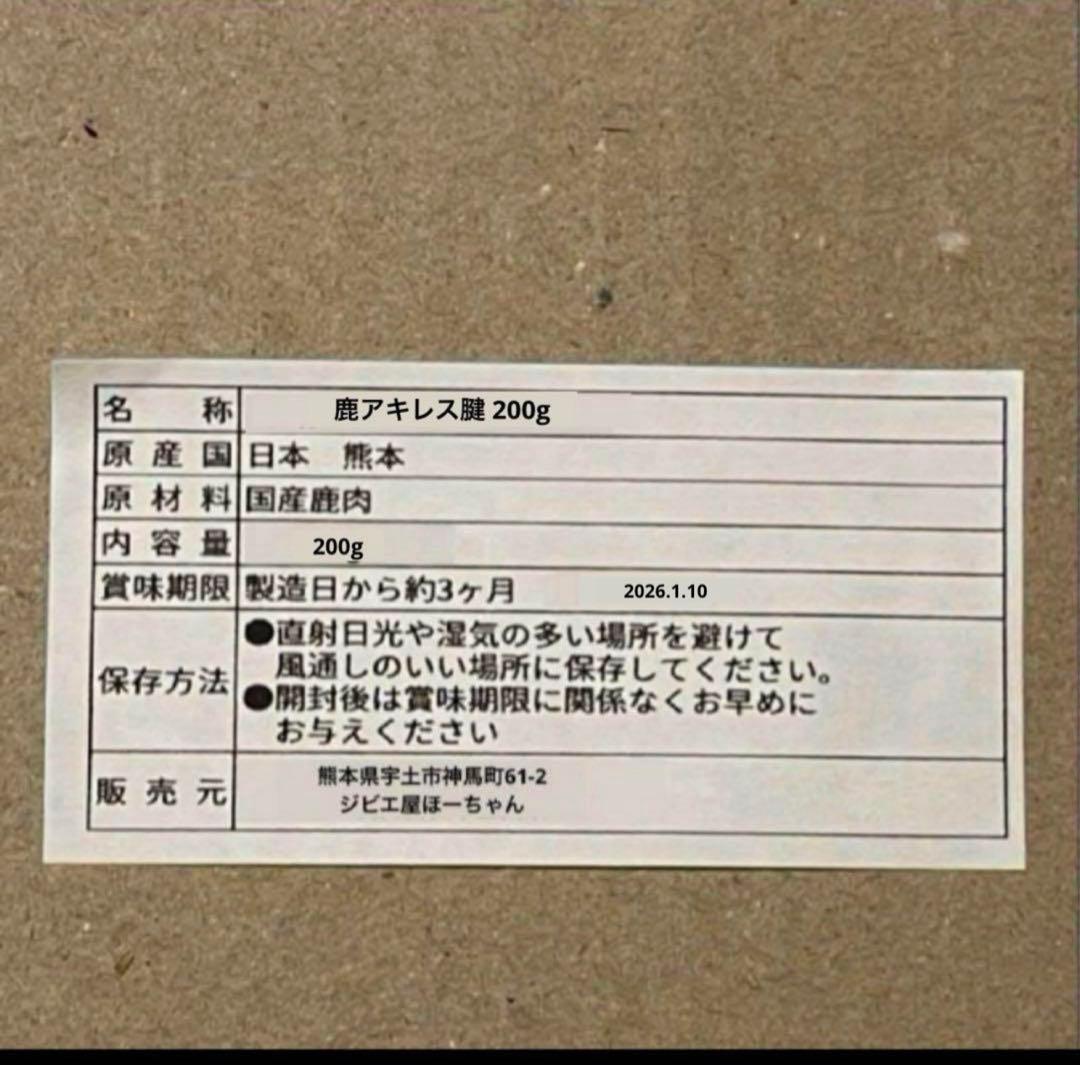 名称 鹿アキレス腱 200g
原産国 日本 熊本
原材料 国産鹿肉
内容量 200g
賞味期限 製造日から約3ヶ月 2026.1.10
保存方法 ●直射日光や湿気の多い場所を避けて
風通しのいい場所に保存してください。
●開封後は賞味期限に関係なくお早めに
お与えください
販売元 熊本県宇土市神馬町61-2
ジビエ屋ほーちゃん